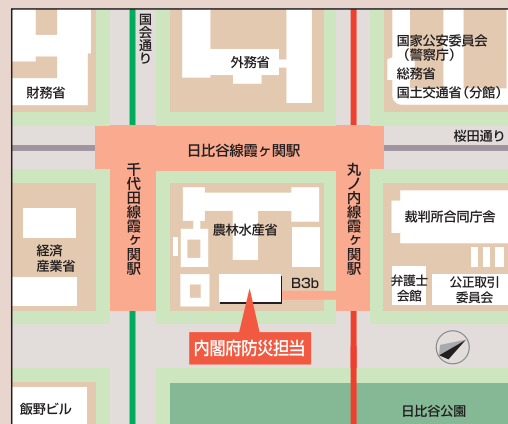 国会通り
外務省
国家公安委員会
(警察庁)
総務省
国土交通省(分館)
財務省
桜田通り
日比谷線霞ヶ関駅
千代田線霞ヶ関駅
丸ノ内線霞ヶ関駅
農林水産省
裁判所合同庁舎
経済
産業省
B3b
弁護士
会館
公正取引
委員会
内閣府防災担当
飯野ビル
日比谷公園